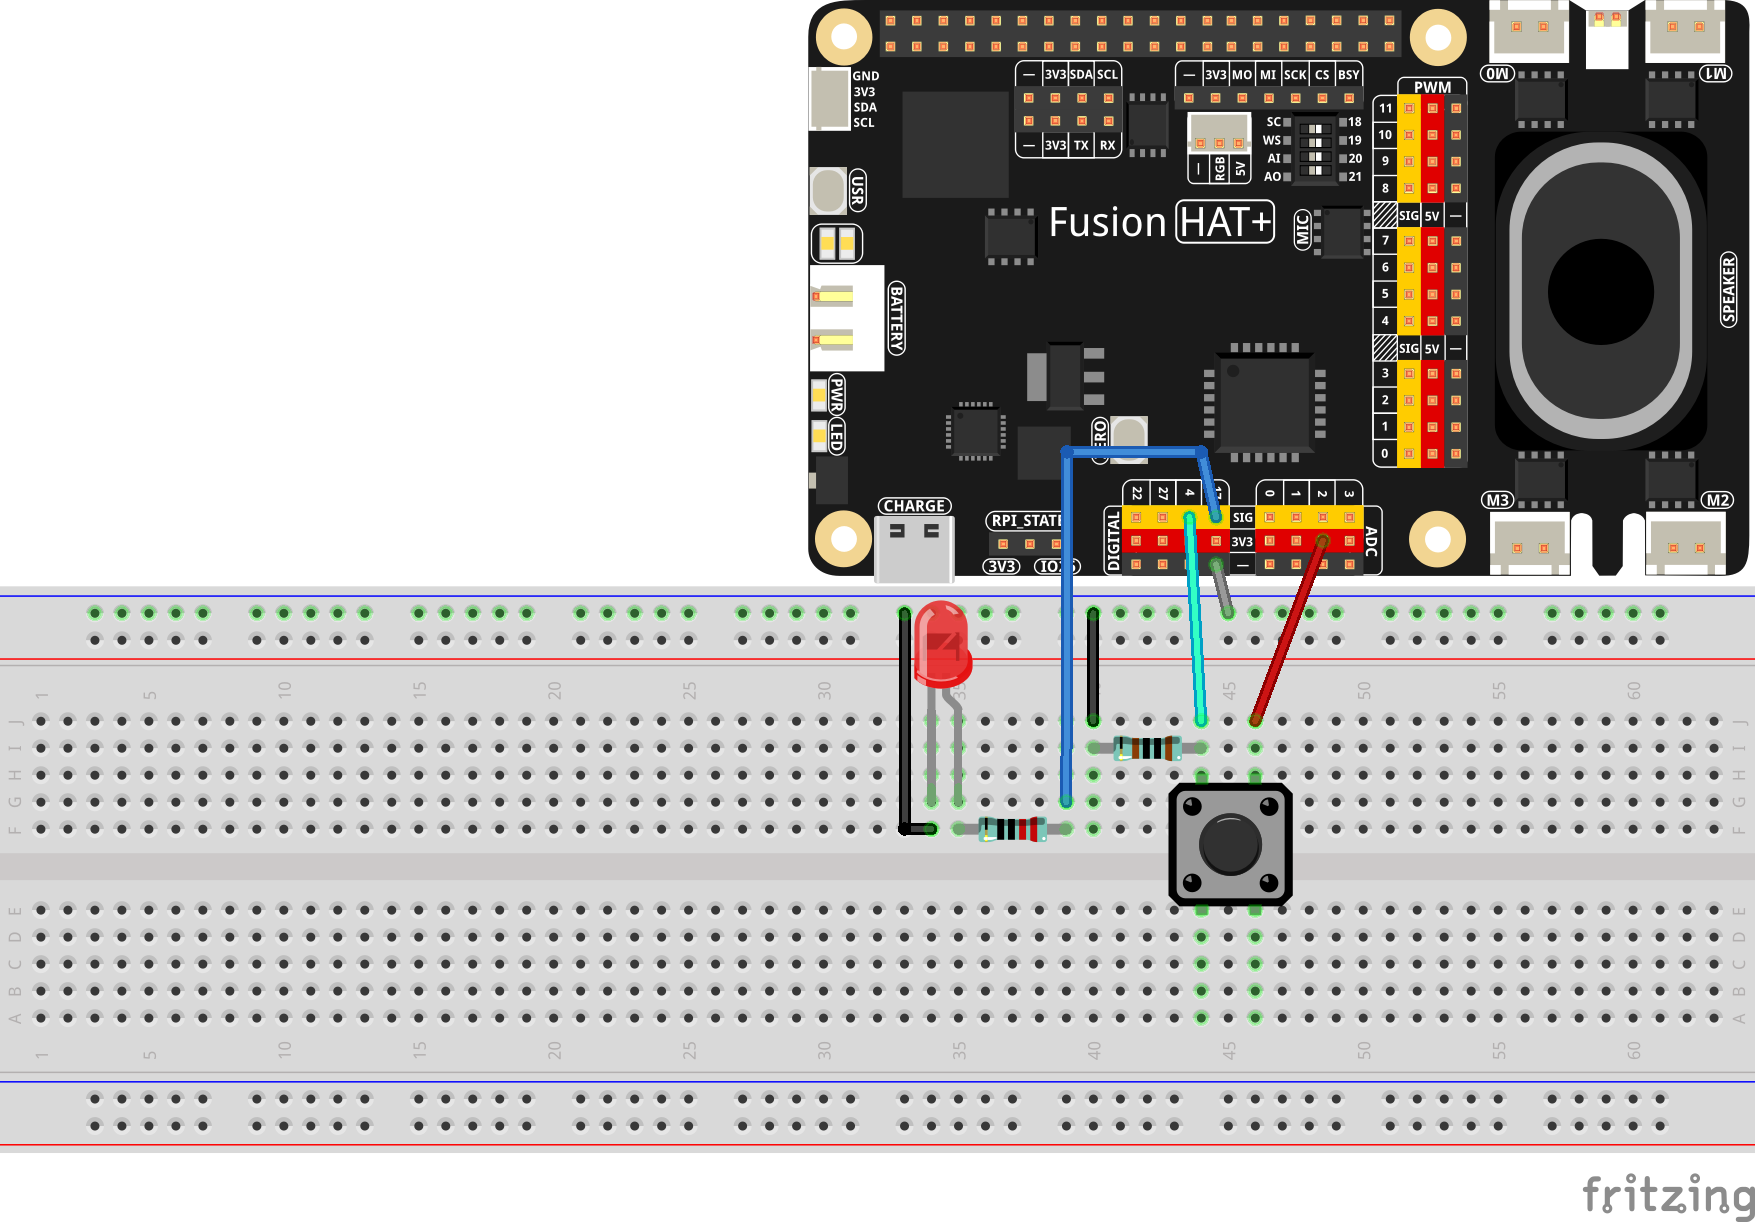 GND
3V3
SDA
SCL
— 3V3 SDA SCL
— 3V3 TX RX
— 3V3 MO MI SCK CS BSY
SC 18
WS 19
AI 20
AO 21
— RGB 5V
PWM
11
10
9
8
SIG 5V —
7
6
5
4
SIG 5V —
3
2
1
0
M0
M1
USR
Fusion HAT+
MIC
SPEAKER
BATTERY
PWR
LED
M3
M2
CHARGE
RPI_STATE
3V3
DIGITAL
22 27 4 17
SIG
3V3
—
0 1 2 3
ADC
1 5 10 15 20 25 30 35 45 50 55 60
J J
I I
H H
G G
F F
E E
D D
C C
B B
A A
1 5 10 15 20 25 30 35 40 45 50 55 60
fritzing